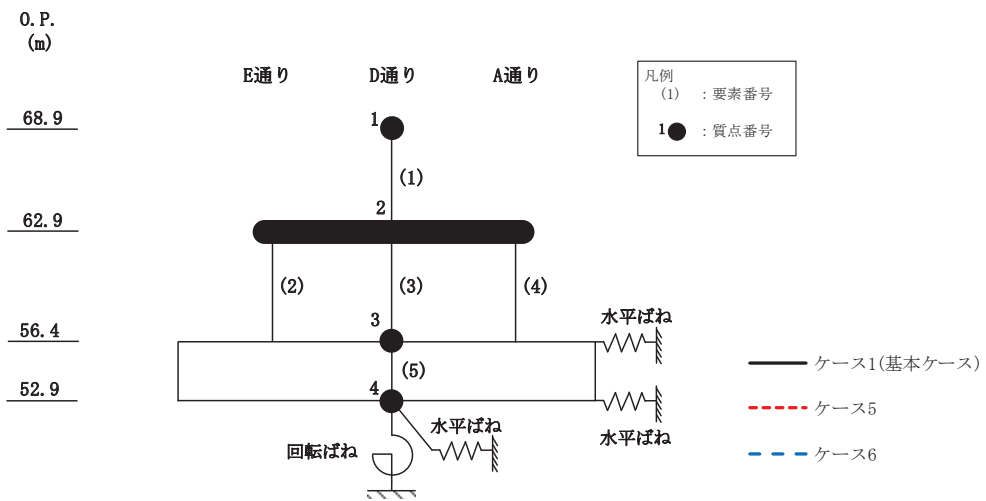 O.P.
(m)
E通り D通り A通り
凡例
(1) : 要素番号
1 : 質点番号
68.9
1
(1)
62.9
2
(2) (3) (4)
56.4
3
水平ばね
(5)
52.9
4
水平ばね
水平ばね
回転ばね
ケース1(基本ケース)
ケース5
ケース6